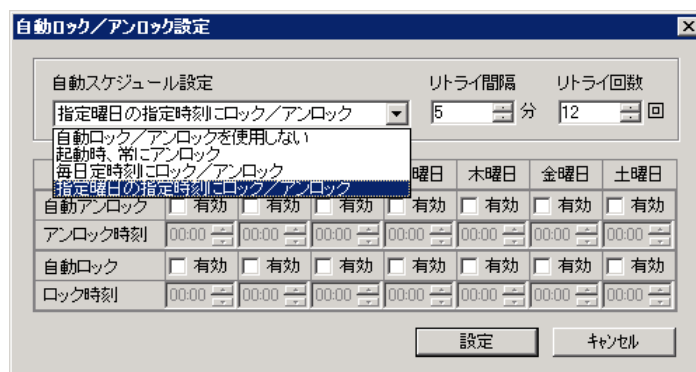 自動ロック／アンロック設定
自動スケジュール設定 リトライ間隔 リトライ回数
指定曜日の指定時刻にロック／アンロック 5 分 12 回
自動ロック／アンロックを使用しない
起動時、常にアンロック
毎日定時刻にロック／アンロック
指定曜日の指定時刻にロック／アンロック
曜日 木曜日 金曜日 土曜日
自動アンロック 有効 有効 有効 有効 有効 有効 有効
アンロック時刻 00:00 00:00 00:00 00:00 00:00 00:00 00:00
自動ロック 有効 有効 有効 有効 有効 有効 有効
ロック時刻 00:00 00:00 00:00 00:00 00:00 00:00 00:00
設定 キャンセル